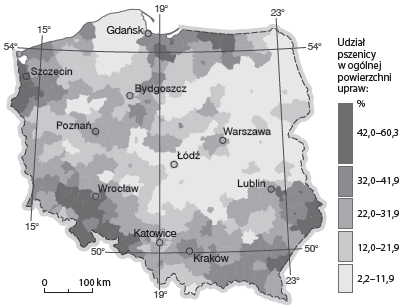 19°
23°
Gdańsk
54°
54°
15°
Szczecin
Bydgoszcz
Poznań
Warszawa
Łódź
Wrocław
Lublin
15°
Katowice
50°
50°
Kraków
0 100 km
19°
23°
Udział
pszenicy
w ogólnej
powierzchni
upraw:
%
42,0–60,3
32,0–41,9
22,0–31,9
12,0–21,9
2,2–11,9